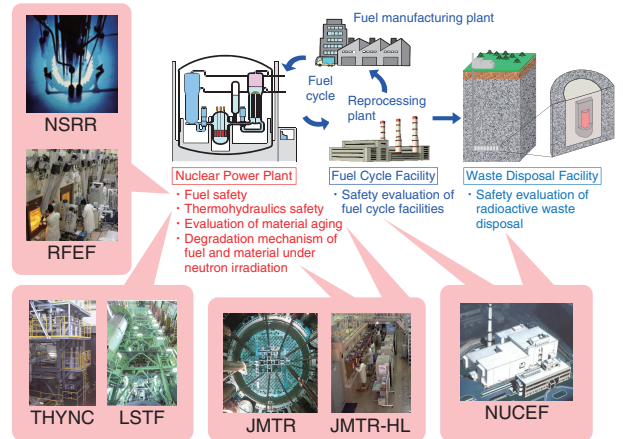 Fuel manufacturing plant
Fuel
cycle
Reprocessing
plant
NSRR
RFEF
Nuclear Power Plant
・Fuel safety
・Thermohydraulics safety
・Evaluation of material aging
・Degradation mechanism of
fuel and material under
neutron irradiation
Fuel Cycle Facility
・Safety evaluation of
fuel cycle facilities
Waste Disposal Facility
・Safety evaluation of
radioactive waste
disposal
THYNC
LSTF
JMTR
JMTR-HL
NUCEF